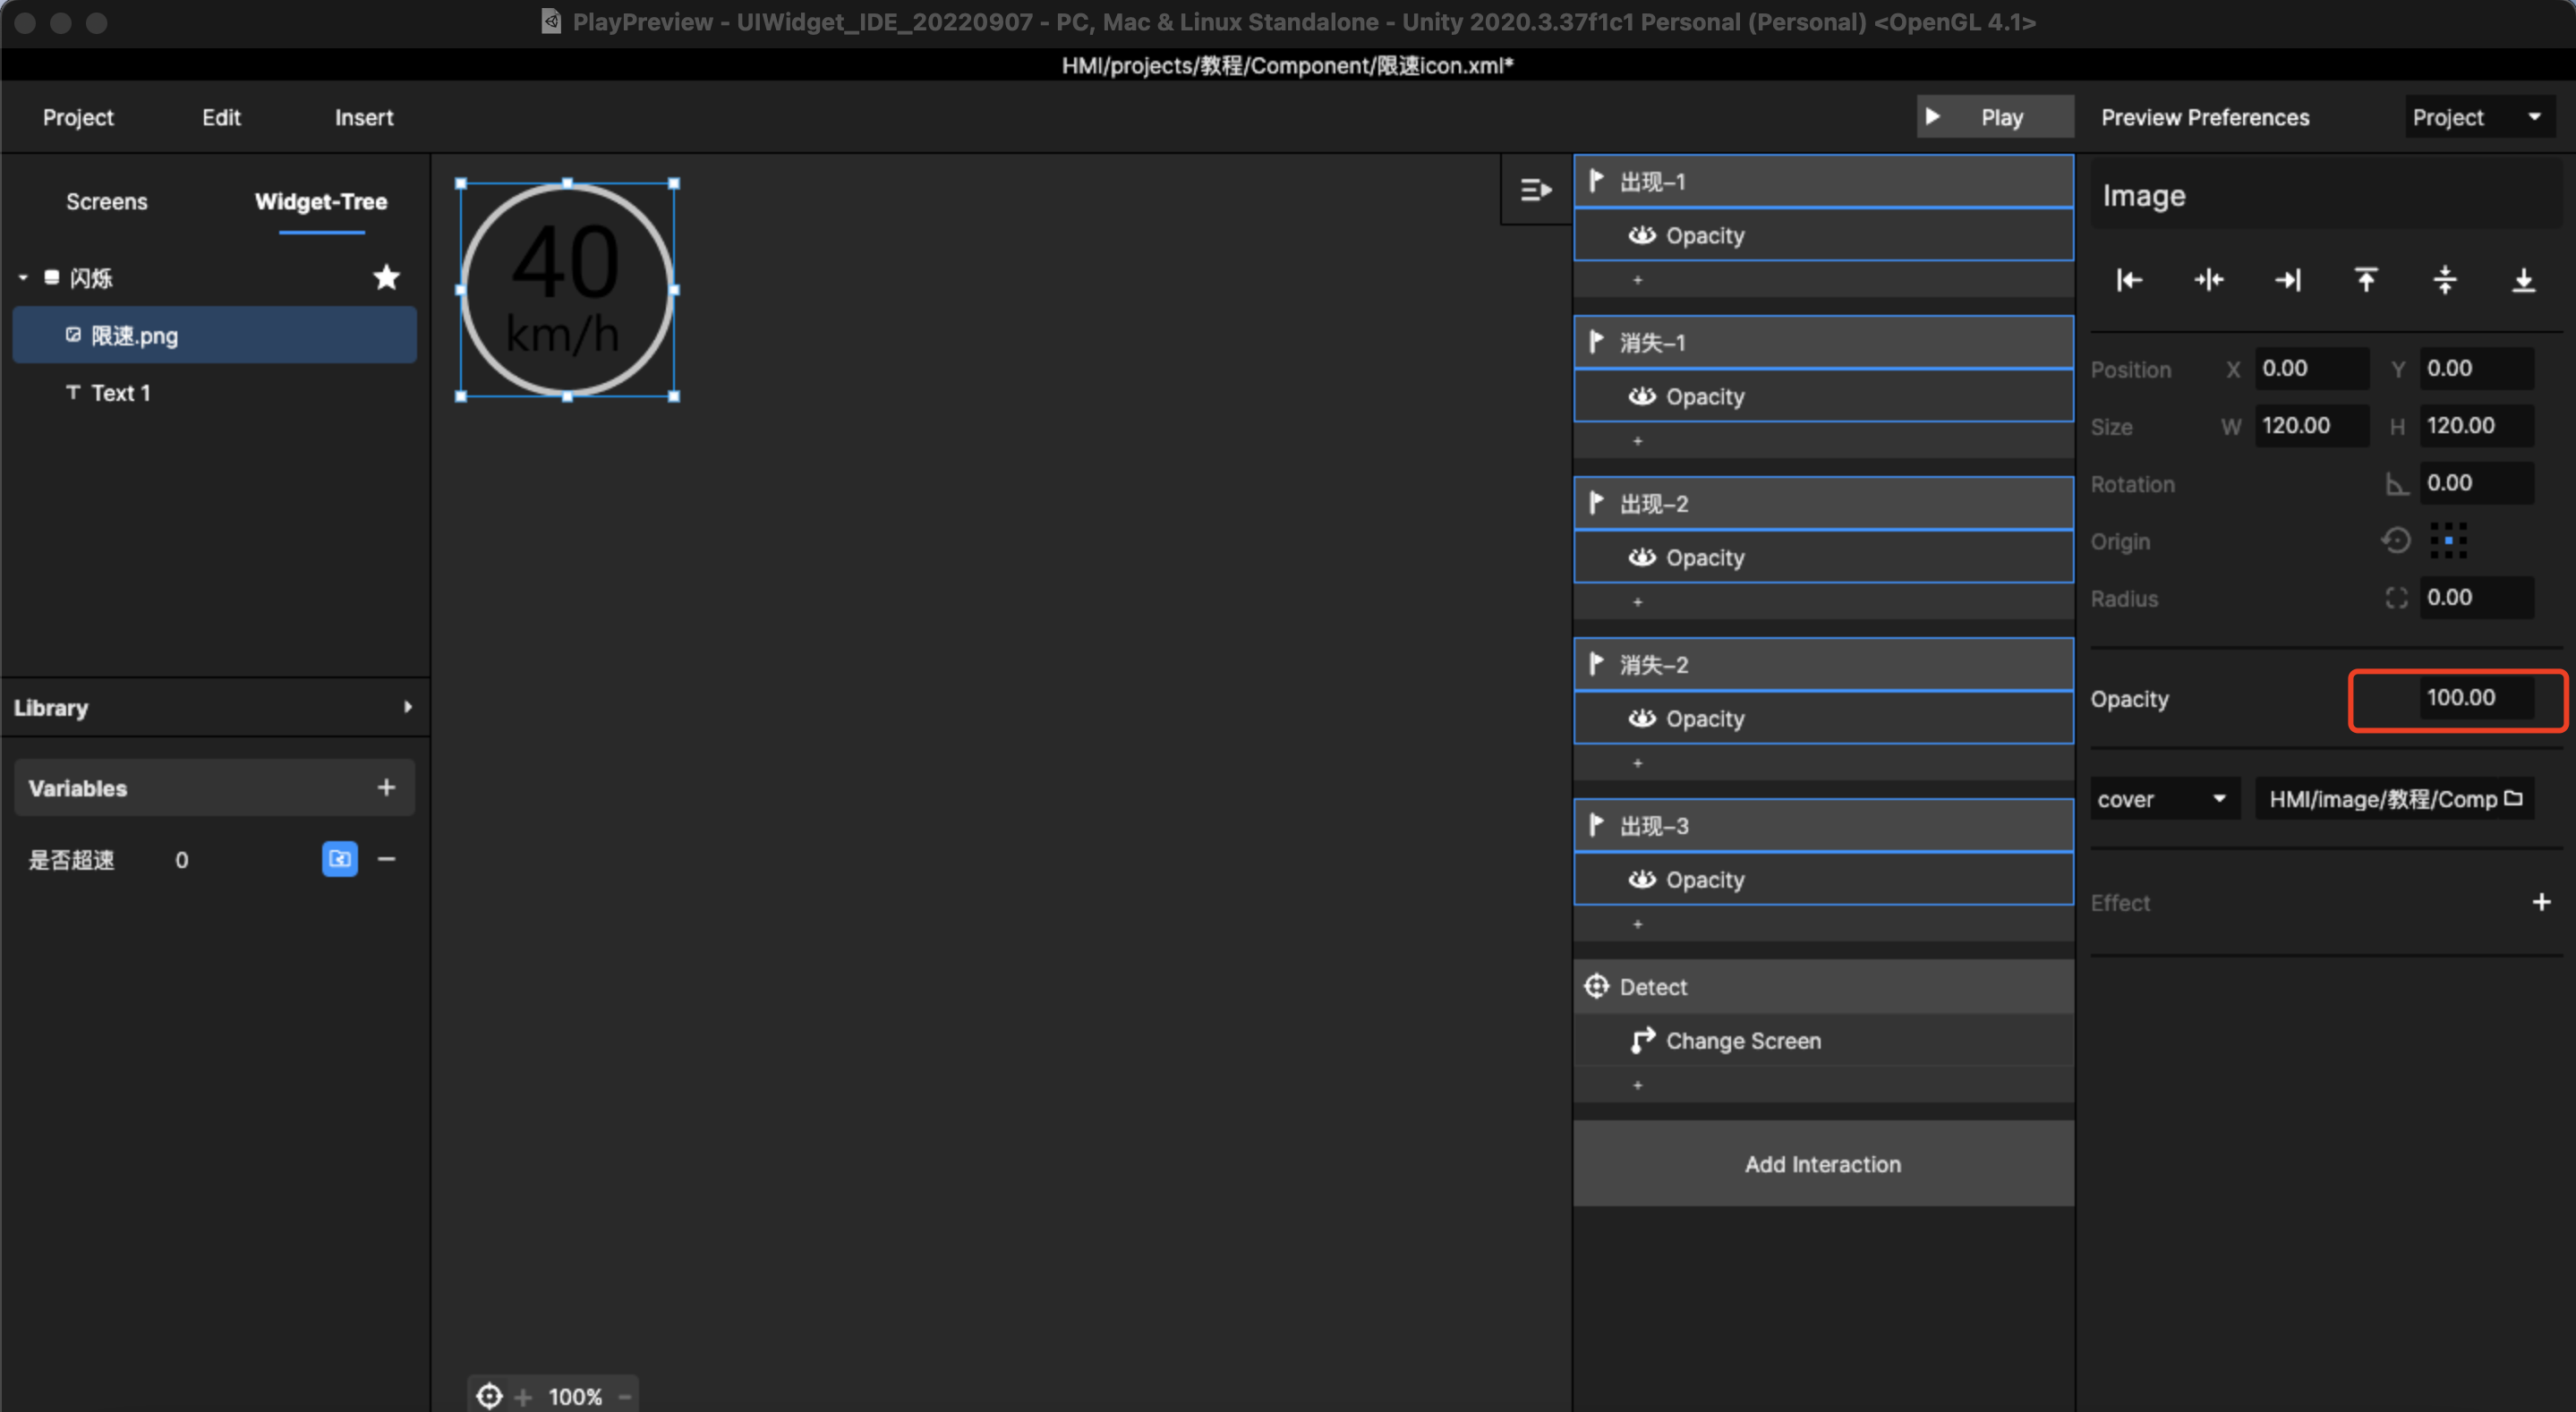 PlayPreview - UIWidget_IDE_20220907 - PC, Mac & Linux Standalone - Unity 2020.3.37f1c1 Personal (Personal) <OpenGL 4.1>
HMI/projects/教程/Component/限速icon.xml*
Project Edit Insert
Play Preview Preferences Project
Screens Widget-Tree
闪烁
限速.png
Text 1
Library
Variables +
是否超速 0 −
40
km/h
+ 100% −
出现–1
Opacity
+
消失–1
Opacity
+
出现–2
Opacity
+
消失–2
Opacity
+
出现–3
Opacity
+
Detect
Change Screen
+
Add Interaction
Image
Position X 0.00 Y 0.00
Size W 120.00 H 120.00
Rotation 0.00
Origin
Radius 0.00
Opacity 100.00
cover HMI/image/教程/Comp
Effect +